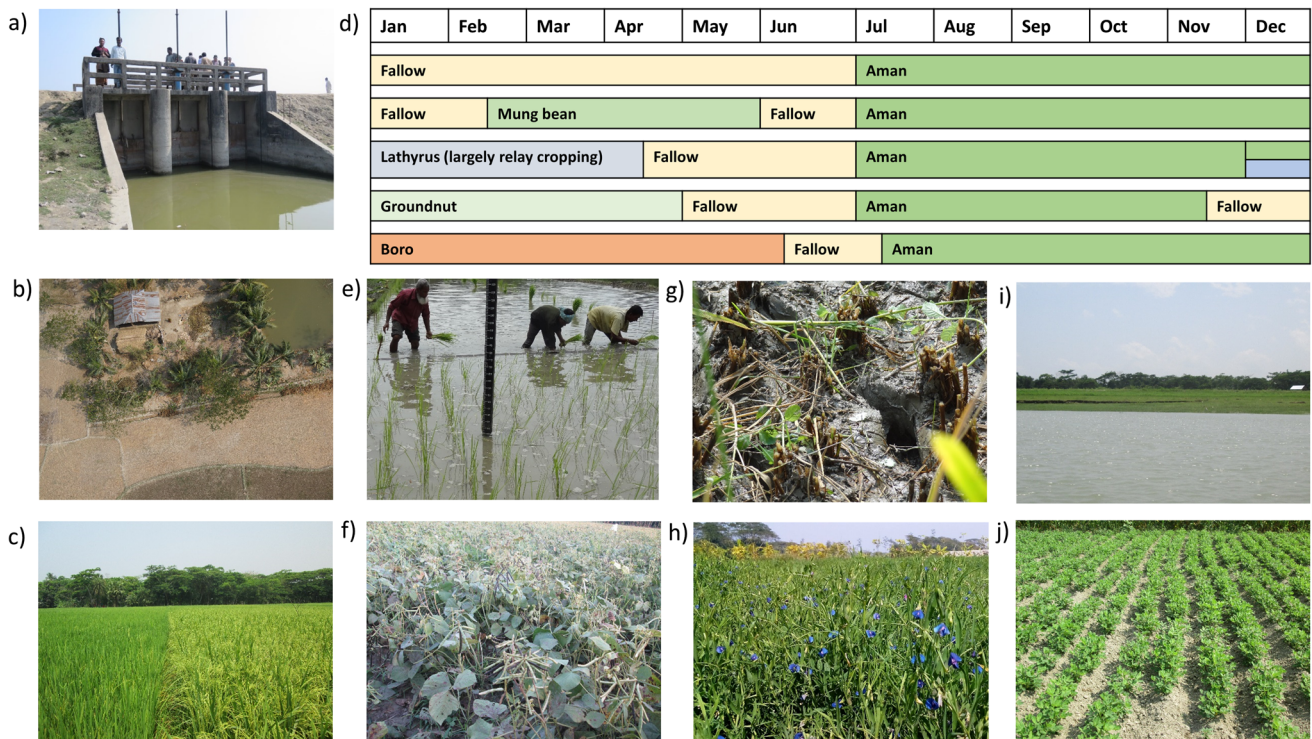 a)
d)
Jan Feb Mar Apr May Jun Jul Aug Sep Oct Nov Dec
Fallow Aman
Fallow Mung bean Fallow Aman
Lathyrus (largely relay cropping) Fallow Aman
Groundnut Fallow Aman Fallow
Boro Fallow Aman
b)
e)
g)
i)
c)
f)
h)
j)